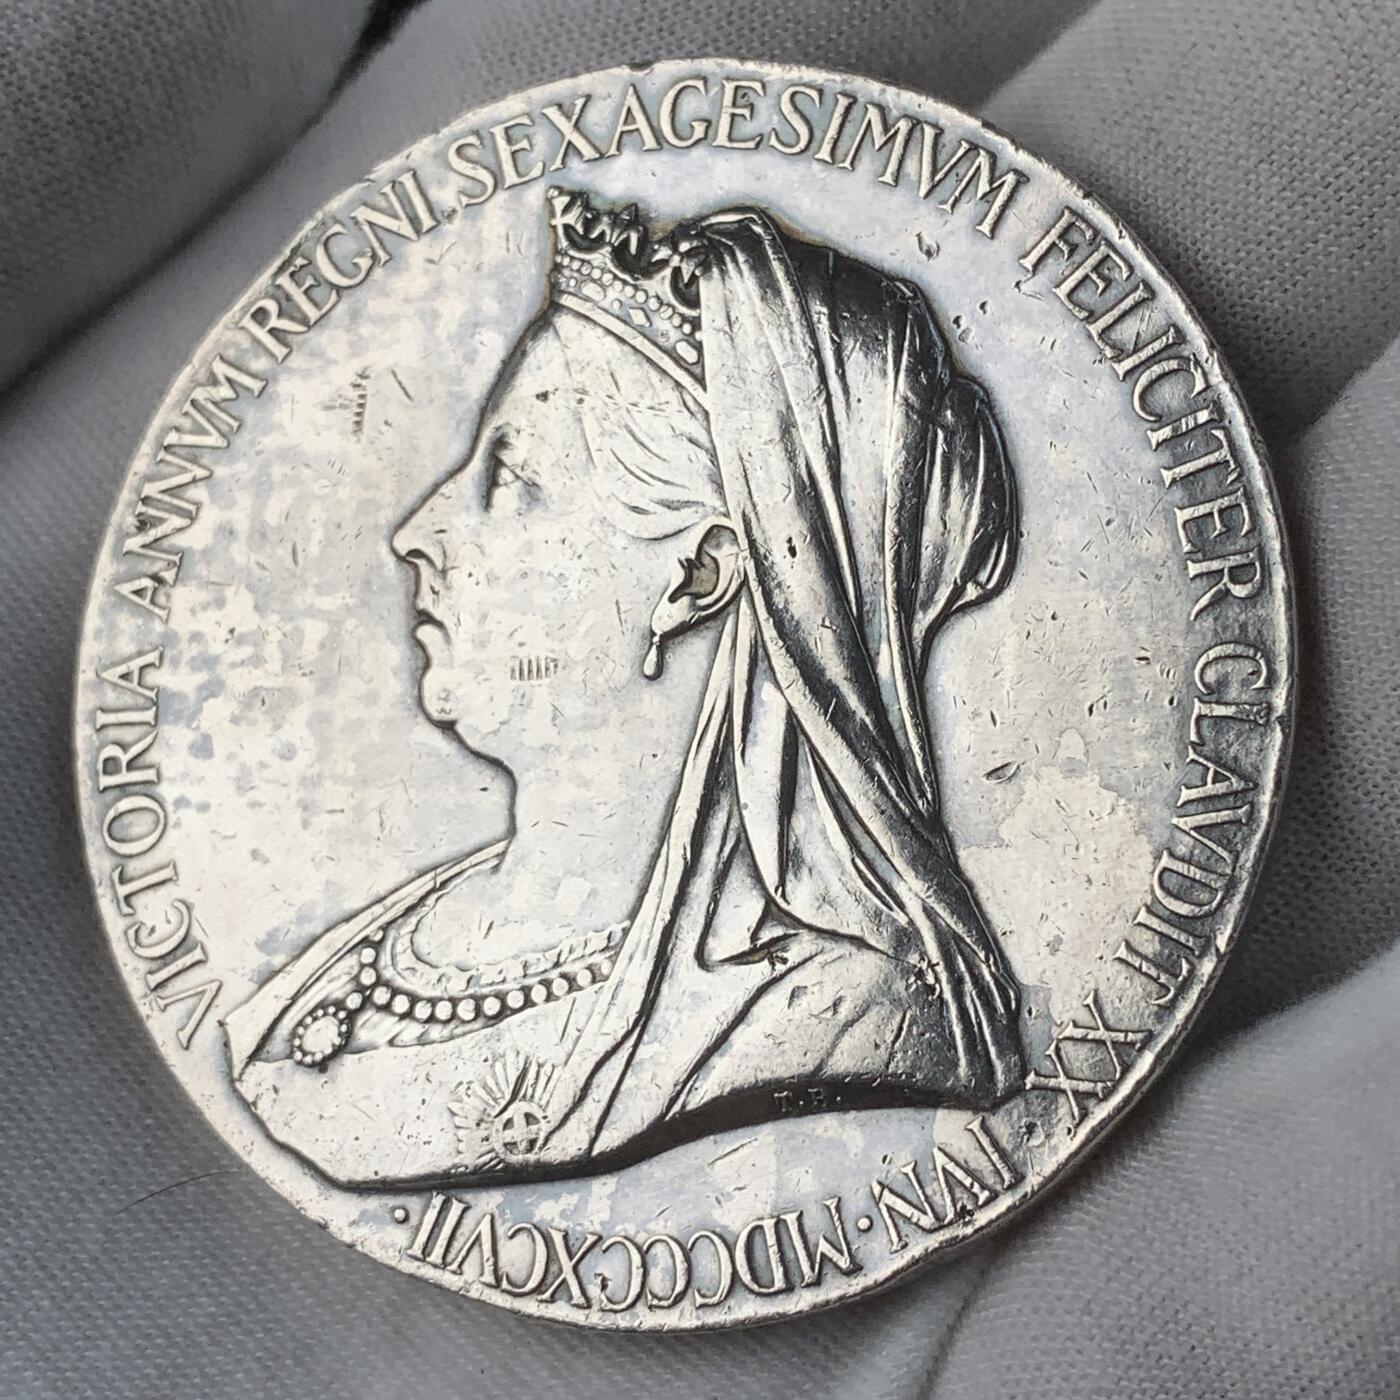 VICTORIA ANNVM REGNI SEXAGESIMVM FELICITER CLAVDIT XX IVN · MDCCCXCVII ·
T.B.